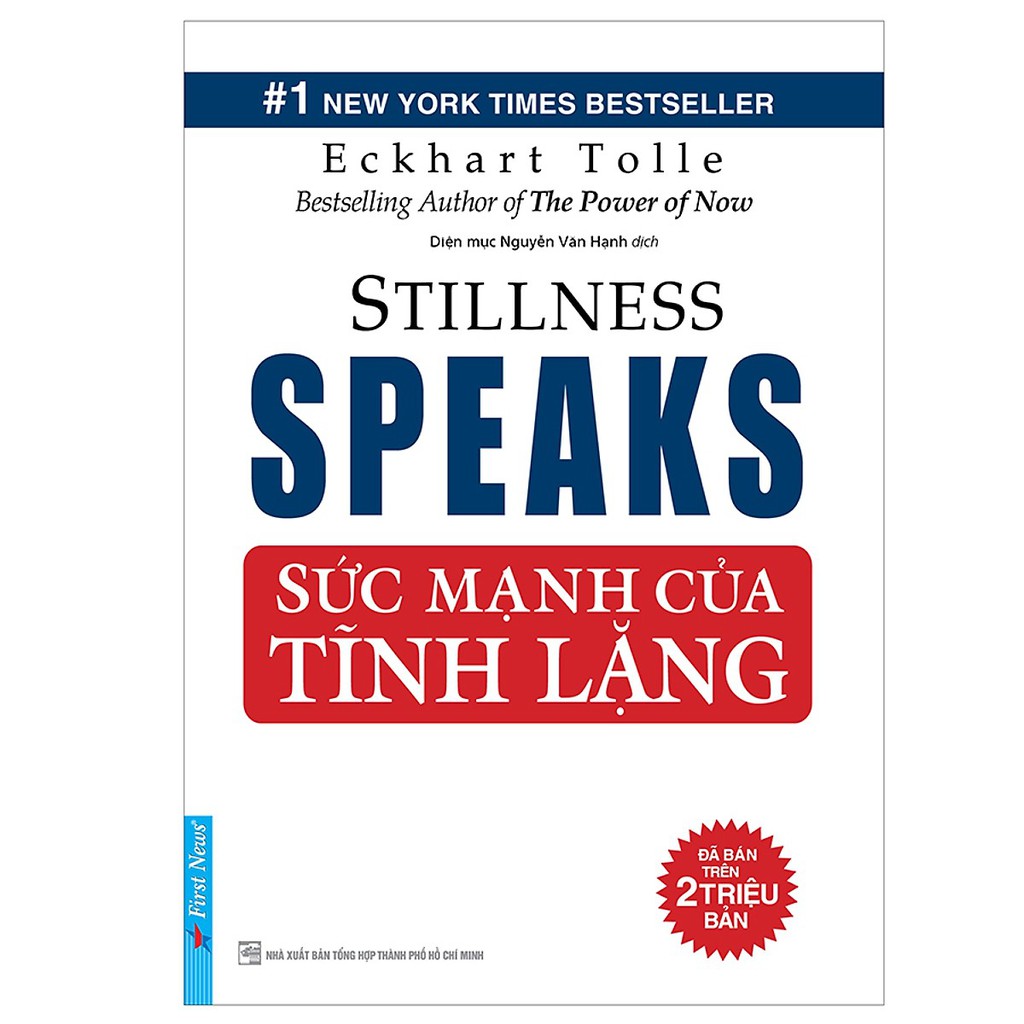 #1 NEW YORK TIMES BESTSELLER
Eckhart Tolle
Bestselling Author of The Power of Now
Diện mục Nguyễn Văn Hạnh dịch
STILLNESS
SPEAKS
SỨC MẠNH CỦA
TĨNH LẶNG
ĐÃ BÁN
TRÊN
2 TRIỆU
BẢN
First News®
NHÀ XUẤT BẢN TỔNG HỢP THÀNH PHỐ HỒ CHÍ MINH